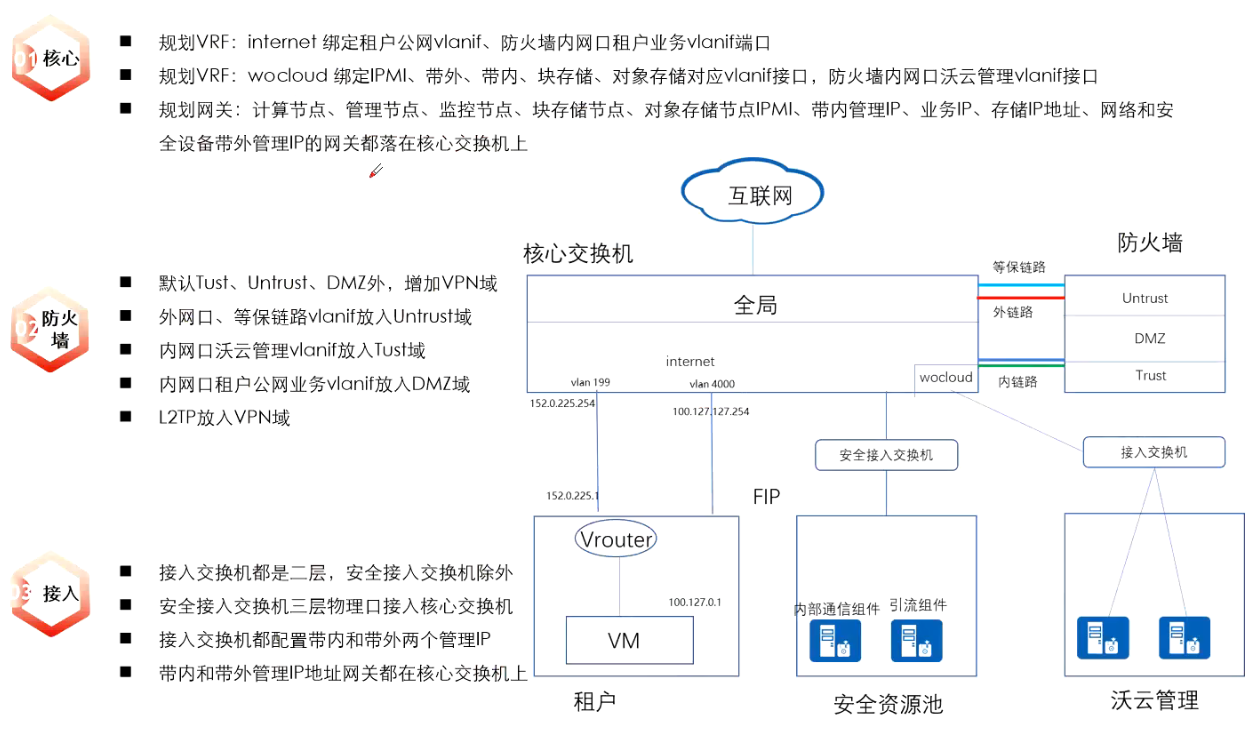 01 核心
规划VRF：internet 绑定租户公网vlanif、防火墙内网口租户业务vlanif端口
规划VRF：wocloud 绑定IPMI、带外、带内、块存储、对象存储对应vlanif接口，防火墙内网口沃云管理vlanif接口
规划网关：计算节点、管理节点、监控节点、块存储节点、对象存储节点IPMI、带内管理IP、业务IP、存储IP地址、网络和安
全设备带外管理IP的网关都落在核心交换机上
02 防火
墙
默认Tust、Untrust、DMZ外，增加VPN域
外网口、等保链路vlanif放入Untrust域
内网口沃云管理vlanif放入Tust域
内网口租户公网业务vlanif放入DMZ域
L2TP放入VPN域
03 接入
接入交换机都是二层，安全接入交换机除外
安全接入交换机三层物理口接入核心交换机
接入交换机都配置带内和带外两个管理IP
带内和带外管理IP地址网关都在核心交换机上
互联网
核心交换机
防火墙
全局
等保链路
外链路
Untrust
DMZ
Trust
internet
vlan 199
vlan 4000
wocloud
内链路
152.0.225.254
100.127.127.254
安全接入交换机
接入交换机
152.0.225.1
FIP
Vrouter
100.127.0.1
VM
内部通信组件
引流组件
租户
安全资源池
沃云管理